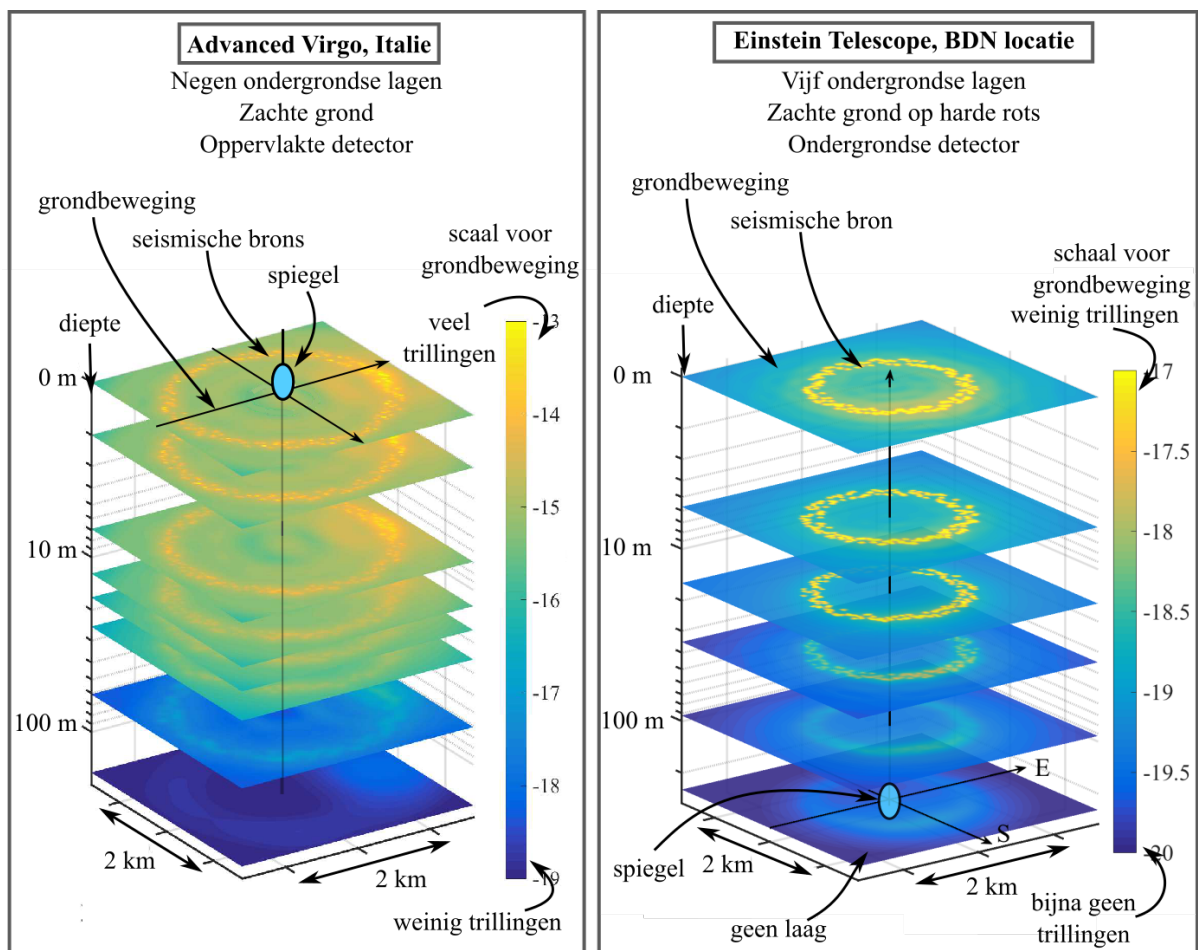 Advanced Virgo, Italie
Negen ondergrondse lagen
Zachte grond
Oppervlakte detector
grondbeweging
seismische brons
spiegel
scaal voor
grondbeweging
diepte
veel
trillingen
0 m
10 m
100 m
-13
-14
-15
-16
-17
-18
-19
2 km
2 km
weinig trillingen
Einstein Telescope, BDN locatie
Vijf ondergrondse lagen
Zachte grond op harde rots
Ondergrondse detector
grondbeweging
seismische bron
schaal voor
grondbeweging
weinig trillingen
diepte
0 m
10 m
100 m
-17
-17.5
-18
-18.5
-19
-19.5
-20
E
S
spiegel
2 km
2 km
geen laag
bijna geen
trillingen